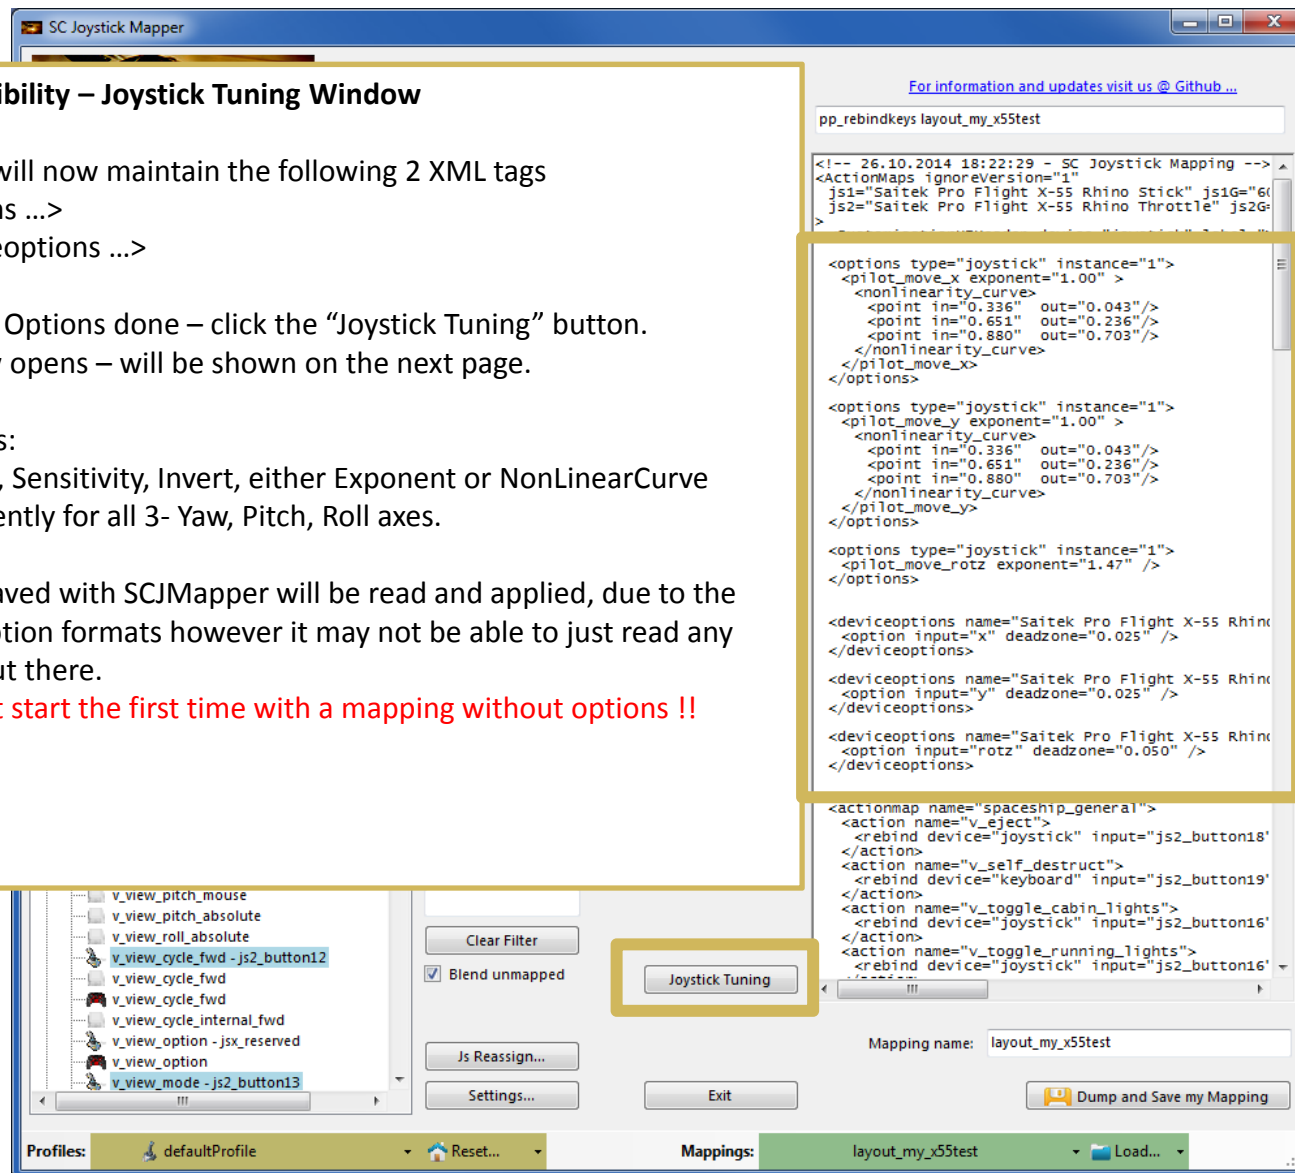 SC Joystick Mapper
ibility – Joystick Tuning Window
will now maintain the following 2 XML tags
ns …>
eoptions …>
Options done – click the “Joystick Tuning” button.
opens – will be shown on the next page.
s:
, Sensitivity, Invert, either Exponent or NonLinearCurve
ently for all 3- Yaw, Pitch, Roll axes.
aved with SCJMapper will be read and applied, due to the
ption formats however it may not be able to just read any
ut there.
t start the first time with a mapping without options !!
For information and updates visit us @ Github ...
pp_rebindkeys layout_my_x55test
<!-- 26.10.2014 18:22:29 - SC Joystick Mapping -->
<ActionMaps ignoreVersion="1"
js1="Saitek Pro Flight X-55 Rhino Stick" js1G="6
js2="Saitek Pro Flight X-55 Rhino Throttle" js2G=
>
<options type="joystick" instance="1">
<pilot_move_x exponent="1.00" >
<nonlinearity_curve>
<point in="0.336" out="0.043"/>
<point in="0.651" out="0.236"/>
<point in="0.880" out="0.703"/>
</nonlinearity_curve>
</pilot_move_x>
</options>
<options type="joystick" instance="1">
<pilot_move_y exponent="1.00" >
<nonlinearity_curve>
<point in="0.336" out="0.043"/>
<point in="0.651" out="0.236"/>
<point in="0.880" out="0.703"/>
</nonlinearity_curve>
</pilot_move_y>
</options>
<options type="joystick" instance="1">
<pilot_move_rotz exponent="1.47" />
</options>
<deviceoptions name="Saitek Pro Flight X-55 Rhino
<option input="x" deadzone="0.025" />
</deviceoptions>
<deviceoptions name="Saitek Pro Flight X-55 Rhino
<option input="y" deadzone="0.025" />
</deviceoptions>
<deviceoptions name="Saitek Pro Flight X-55 Rhino
<option input="rotz" deadzone="0.050" />
</deviceoptions>
<actionmap name="spaceship_general">
<action name="v_eject">
<rebind device="joystick" input="js2_button18"
</action>
<action name="v_self_destruct">
<rebind device="keyboard" input="js2_button19"
</action>
<action name="v_toggle_cabin_lights">
<rebind device="joystick" input="js2_button16"
</action>
<action name="v_toggle_running_lights">
<rebind device="joystick" input="js2_button16"
v_view_pitch_mouse
v_view_pitch_absolute
v_view_roll_absolute
v_view_cycle_fwd - js2_button12
v_view_cycle_fwd
v_view_cycle_fwd
v_view_cycle_internal_fwd
v_view_option - jsx_reserved
v_view_option
v_view_mode - js2_button13
Clear Filter
Blend unmapped
Joystick Tuning
Js Reassign...
Settings...
Exit
Mapping name: layout_my_x55test
Dump and Save my Mapping
Profiles: defaultProfile Reset... Mappings: layout_my_x55test Load...